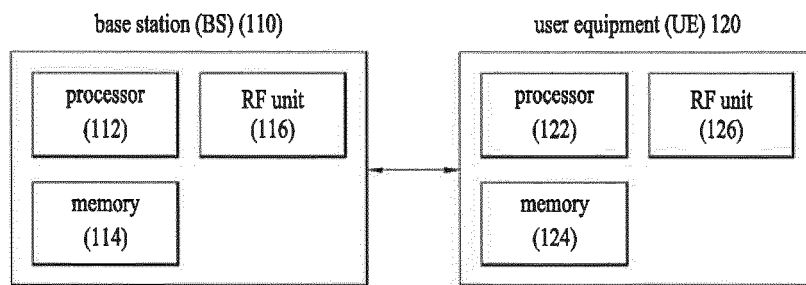 base station (BS) (110)
processor
(112)
RF unit
(116)
memory
(114)
user equipment (UE) 120
processor
(122)
RF unit
(126)
memory
(124)